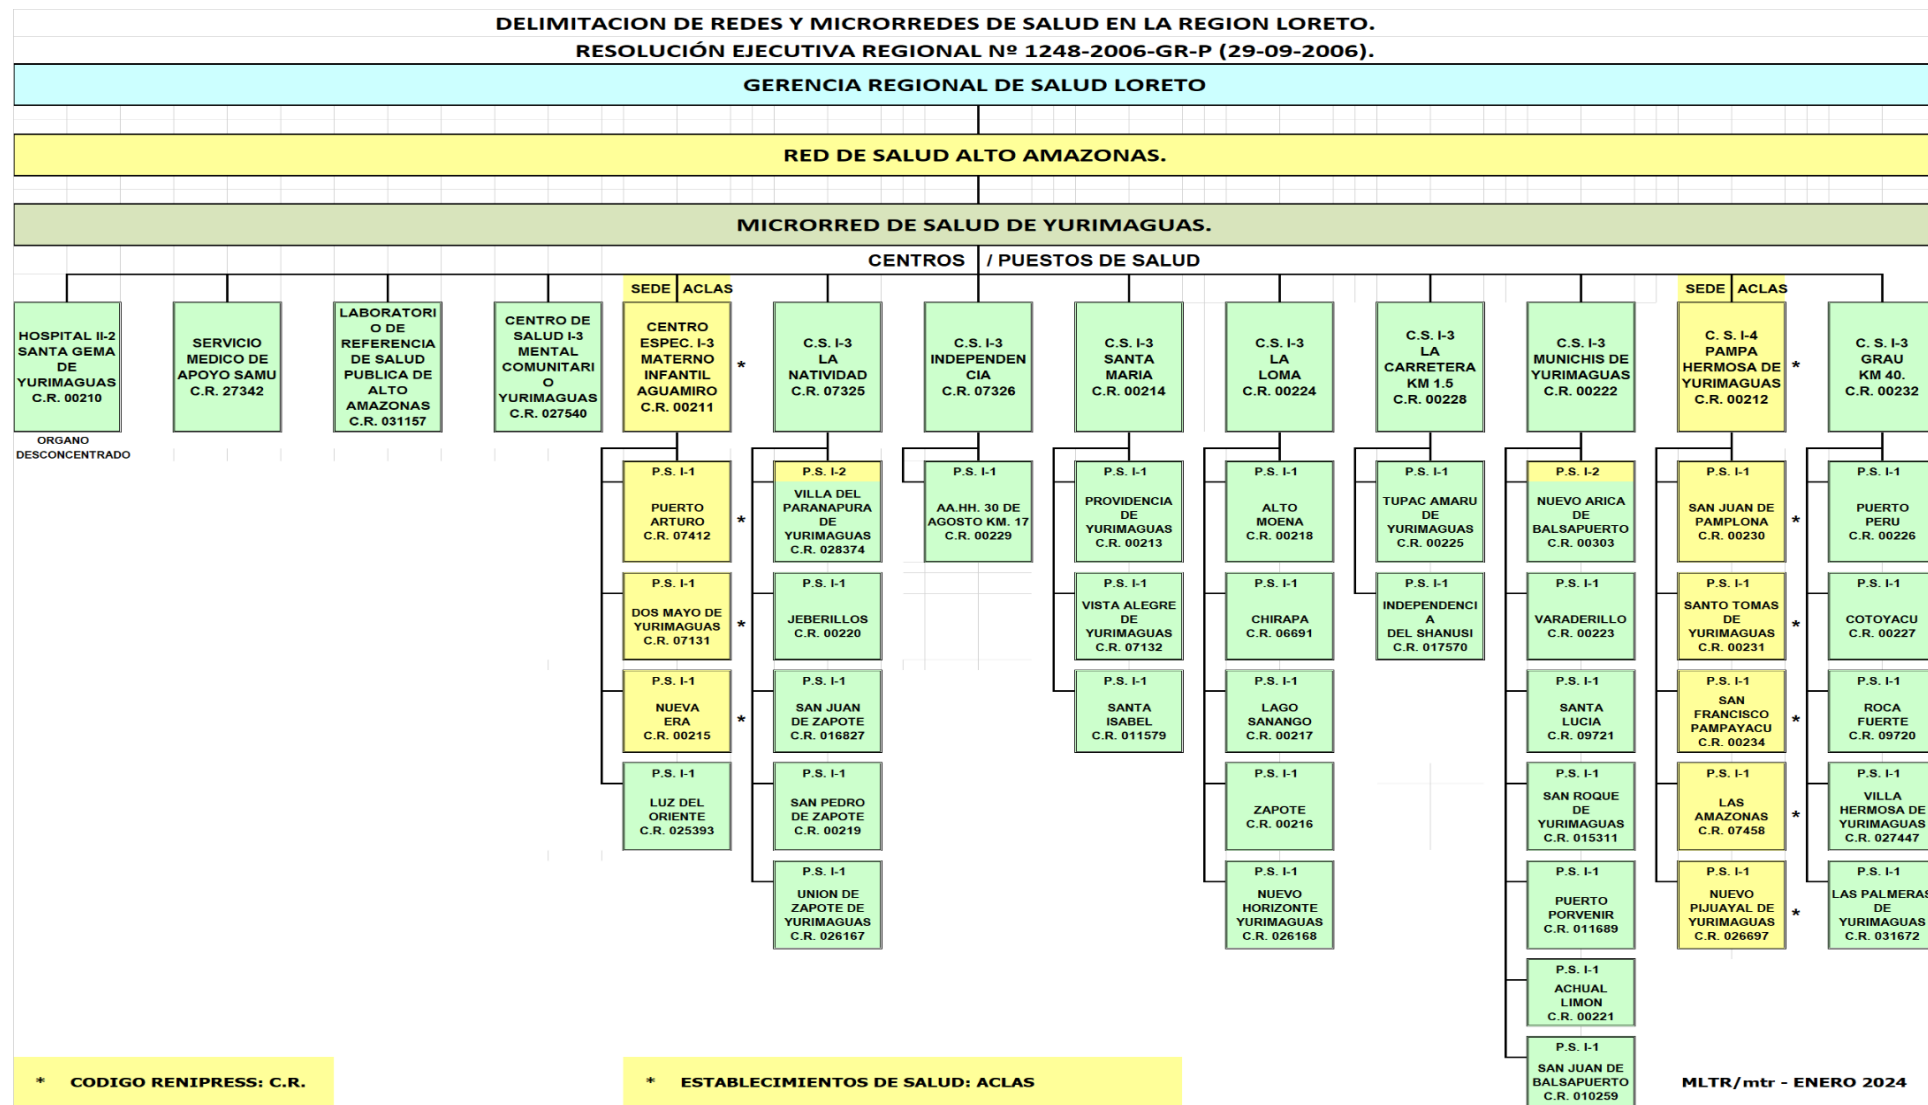 DELIMITACION DE REDES Y MICRORREDES DE SALUD EN LA REGION LORETO.
RESOLUCIÓN EJECUTIVA REGIONAL Nº 1248-2006-GR-P (29-09-2006).
GERENCIA REGIONAL DE SALUD LORETO
RED DE SALUD ALTO AMAZONAS.
MICRORRED DE SALUD DE YURIMAGUAS.
CENTROS / PUESTOS DE SALUD
HOSPITAL II-2
SANTA GEMA
DE
YURIMAGUAS
C.R. 00210
ORGANO
DESCONCENTRADO
SERVICIO
MEDICO DE
APOYO SAMU
C.R. 27342
LABORATORI
O DE
REFERENCIA
DE SALUD
PUBLICA DE
ALTO
AMAZONAS
C.R. 031157
CENTRO DE
SALUD I-3
MENTAL
COMUNITARI
O
YURIMAGUAS
C.R. 027540
SEDE ACLAS
CENTRO
ESPEC. I-3
MATERNO
INFANTIL
AGUAMIRO
C.R. 00211
*
P.S. I-1
PUERTO
ARTURO
C.R. 07412
*
P.S. I-1
DOS MAYO DE
YURIMAGUAS
C.R. 07131
*
P.S. I-1
NUEVA
ERA
C.R. 00215
*
P.S. I-1
LUZ DEL
ORIENTE
C.R. 025393
C.S. I-3
LA
NATIVIDAD
C.R. 07325
P.S. I-2
VILLA DEL
PARANAPURA
DE
YURIMAGUAS
C.R. 028374
P.S. I-1
JEBERILLOS
C.R. 00220
P.S. I-1
SAN JUAN
DE ZAPOTE
C.R. 016827
P.S. I-1
SAN PEDRO
DE ZAPOTE
C.R. 00219
P.S. I-1
UNION DE
ZAPOTE DE
YURIMAGUAS
C.R. 026167
C.S. I-3
INDEPENDEN
CIA
C.R. 07326
P.S. I-1
AA.HH. 30 DE
AGOSTO KM. 17
C.R. 00229
C.S. I-3
SANTA
MARIA
C.R. 00214
P.S. I-1
PROVIDENCIA
DE
YURIMAGUAS
C.R. 00213
P.S. I-1
VISTA ALEGRE
DE
YURIMAGUAS
C.R. 07132
P.S. I-1
SANTA
ISABEL
C.R. 011579
C.S. I-3
LA
LOMA
C.R. 00224
P.S. I-1
ALTO
MOENA
C.R. 00218
P.S. I-1
CHIRAPA
C.R. 06691
P.S. I-1
LAGO
SANANGO
C.R. 00217
P.S. I-1
ZAPOTE
C.R. 00216
P.S. I-1
NUEVO
HORIZONTE
YURIMAGUAS
C.R. 026168
C.S. I-3
LA
CARRETERA
KM 1.5
C.R. 00228
P.S. I-1
TUPAC AMARU
DE
YURIMAGUAS
C.R. 00225
P.S. I-1
INDEPENDENCI
A
DEL SHANUSI
C.R. 017570
C.S. I-3
MUNICHIS DE
YURIMAGUAS
C.R. 00222
P.S. I-2
NUEVO ARICA
DE
BALSAPUERTO
C.R. 00303
P.S. I-1
VARADERILLO
C.R. 00223
P.S. I-1
SANTA
LUCIA
C.R. 09721
P.S. I-1
SAN ROQUE
DE
YURIMAGUAS
C.R. 015311
P.S. I-1
PUERTO
PORVENIR
C.R. 011689
P.S. I-1
ACHUAL
LIMON
C.R. 00221
P.S. I-1
SAN JUAN DE
BALSAPUERTO
C.R. 010259
SEDE ACLAS
C. S. I-4
PAMPA
HERMOSA DE
YURIMAGUAS
C.R. 00212
*
P.S. I-1
SAN JUAN DE
PAMPLONA
C.R. 00230
*
P.S. I-1
SANTO TOMAS
DE
YURIMAGUAS
C.R. 00231
*
P.S. I-1
SAN
FRANCISCO
PAMPAYACU
C.R. 00234
*
P.S. I-1
LAS
AMAZONAS
C.R. 07458
*
P.S. I-1
NUEVO
PIJUAYAL DE
YURIMAGUAS
C.R. 026697
*
C. S. I-3
GRAU
KM 40.
C.R. 00232
P.S. I-1
PUERTO
PERU
C.R. 00226
P.S. I-1
COTOYACU
C.R. 00227
P.S. I-1
ROCA
FUERTE
C.R. 09720
P.S. I-1
VILLA
HERMOSA DE
YURIMAGUAS
C.R. 027447
P.S. I-1
LAS PALMERAS
DE
YURIMAGUAS
C.R. 031672
* CODIGO RENIPRESS: C.R.
* ESTABLECIMIENTOS DE SALUD: ACLAS
MLTR/mtr - ENERO 2024